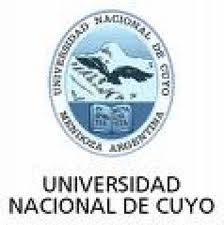 UNIVERSIDAD NACIONAL DE CUYO
MENDOZA ARGENTINA
UNIVERSIDAD
NACIONAL DE CUYO